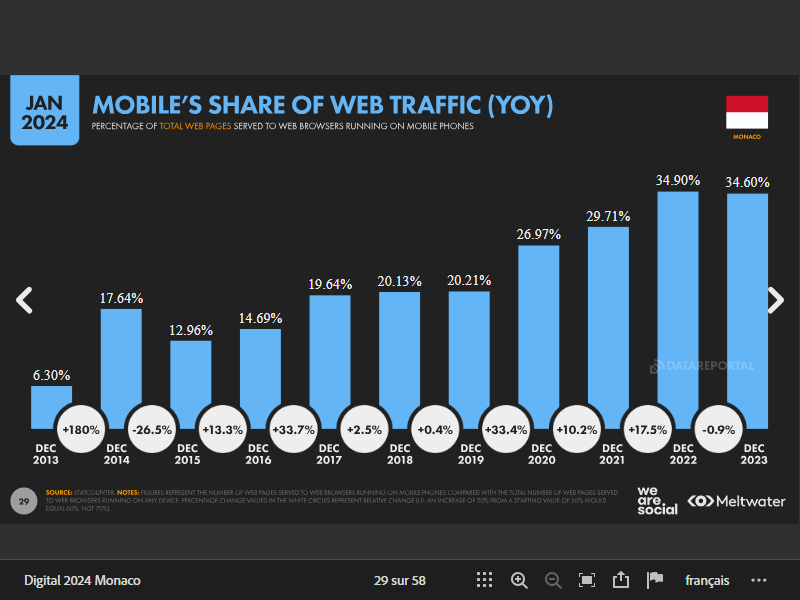 JAN
2024
MOBILE'S SHARE OF WEB TRAFFIC (YOY)
PERCENTAGE OF TOTAL WEB PAGES SERVED TO WEB BROWSERS RUNNING ON MOBILE PHONES
MONACO
6.30%
17.64%
12.96%
14.69%
19.64%
20.13%
20.21%
26.97%
29.71%
34.90%
34.60%
DATAREPORTAL
+180%
-26.5%
+13.3%
+33.7%
+2.5%
+0.4%
+33.4%
+10.2%
+17.5%
-0.9%
DEC
2013
DEC
2014
DEC
2015
DEC
2016
DEC
2017
DEC
2018
DEC
2019
DEC
2020
DEC
2021
DEC
2022
DEC
2023
29
SOURCE: STATCOUNTER. NOTES: FIGURES REPRESENT THE NUMBER OF WEB PAGES SERVED TO WEB BROWSERS RUNNING ON MOBILE PHONES COMPARED WITH THE TOTAL NUMBER OF WEB PAGES SERVED
TO WEB BROWSERS RUNNING ON ANY DEVICE. PERCENTAGE CHANGE VALUES IN THE WHITE CIRCLES REPRESENT RELATIVE CHANGE (I.E. AN INCREASE OF 20% FROM A STARTING VALUE OF 50% WOULD
EQUAL 60%, NOT 70%).
we
are.
social
Meltwater
Digital 2024 Monaco
29 sur 58
français